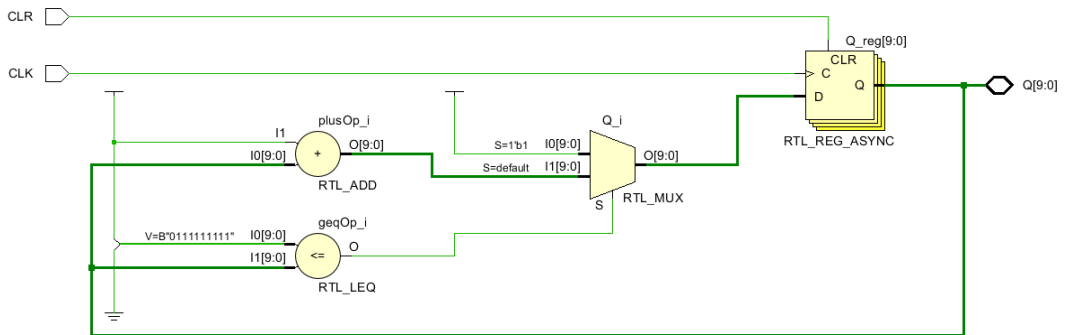 CLR
Q_reg[9:0]
CLR
CLK
C
Q
Q[9:0]
D
RTL_REG_ASYNC
plusOp_i
Q_i
I1
+
O[9:0]
S=1'b1
I0[9:0]
I0[9:0]
O[9:0]
S=default
I1[9:0]
RTL_ADD
S
RTL_MUX
geqOp_i
V=B"0111111111"
I0[9:0]
O
<=
I1[9:0]
RTL_LEQ